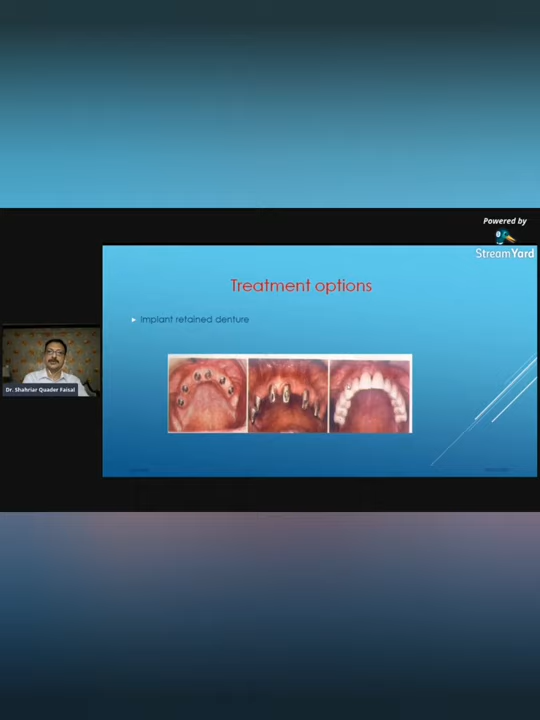 Powered by
StreamYard
Treatment options
Implant retained denture
Dr. Shahriar Quader Faisal